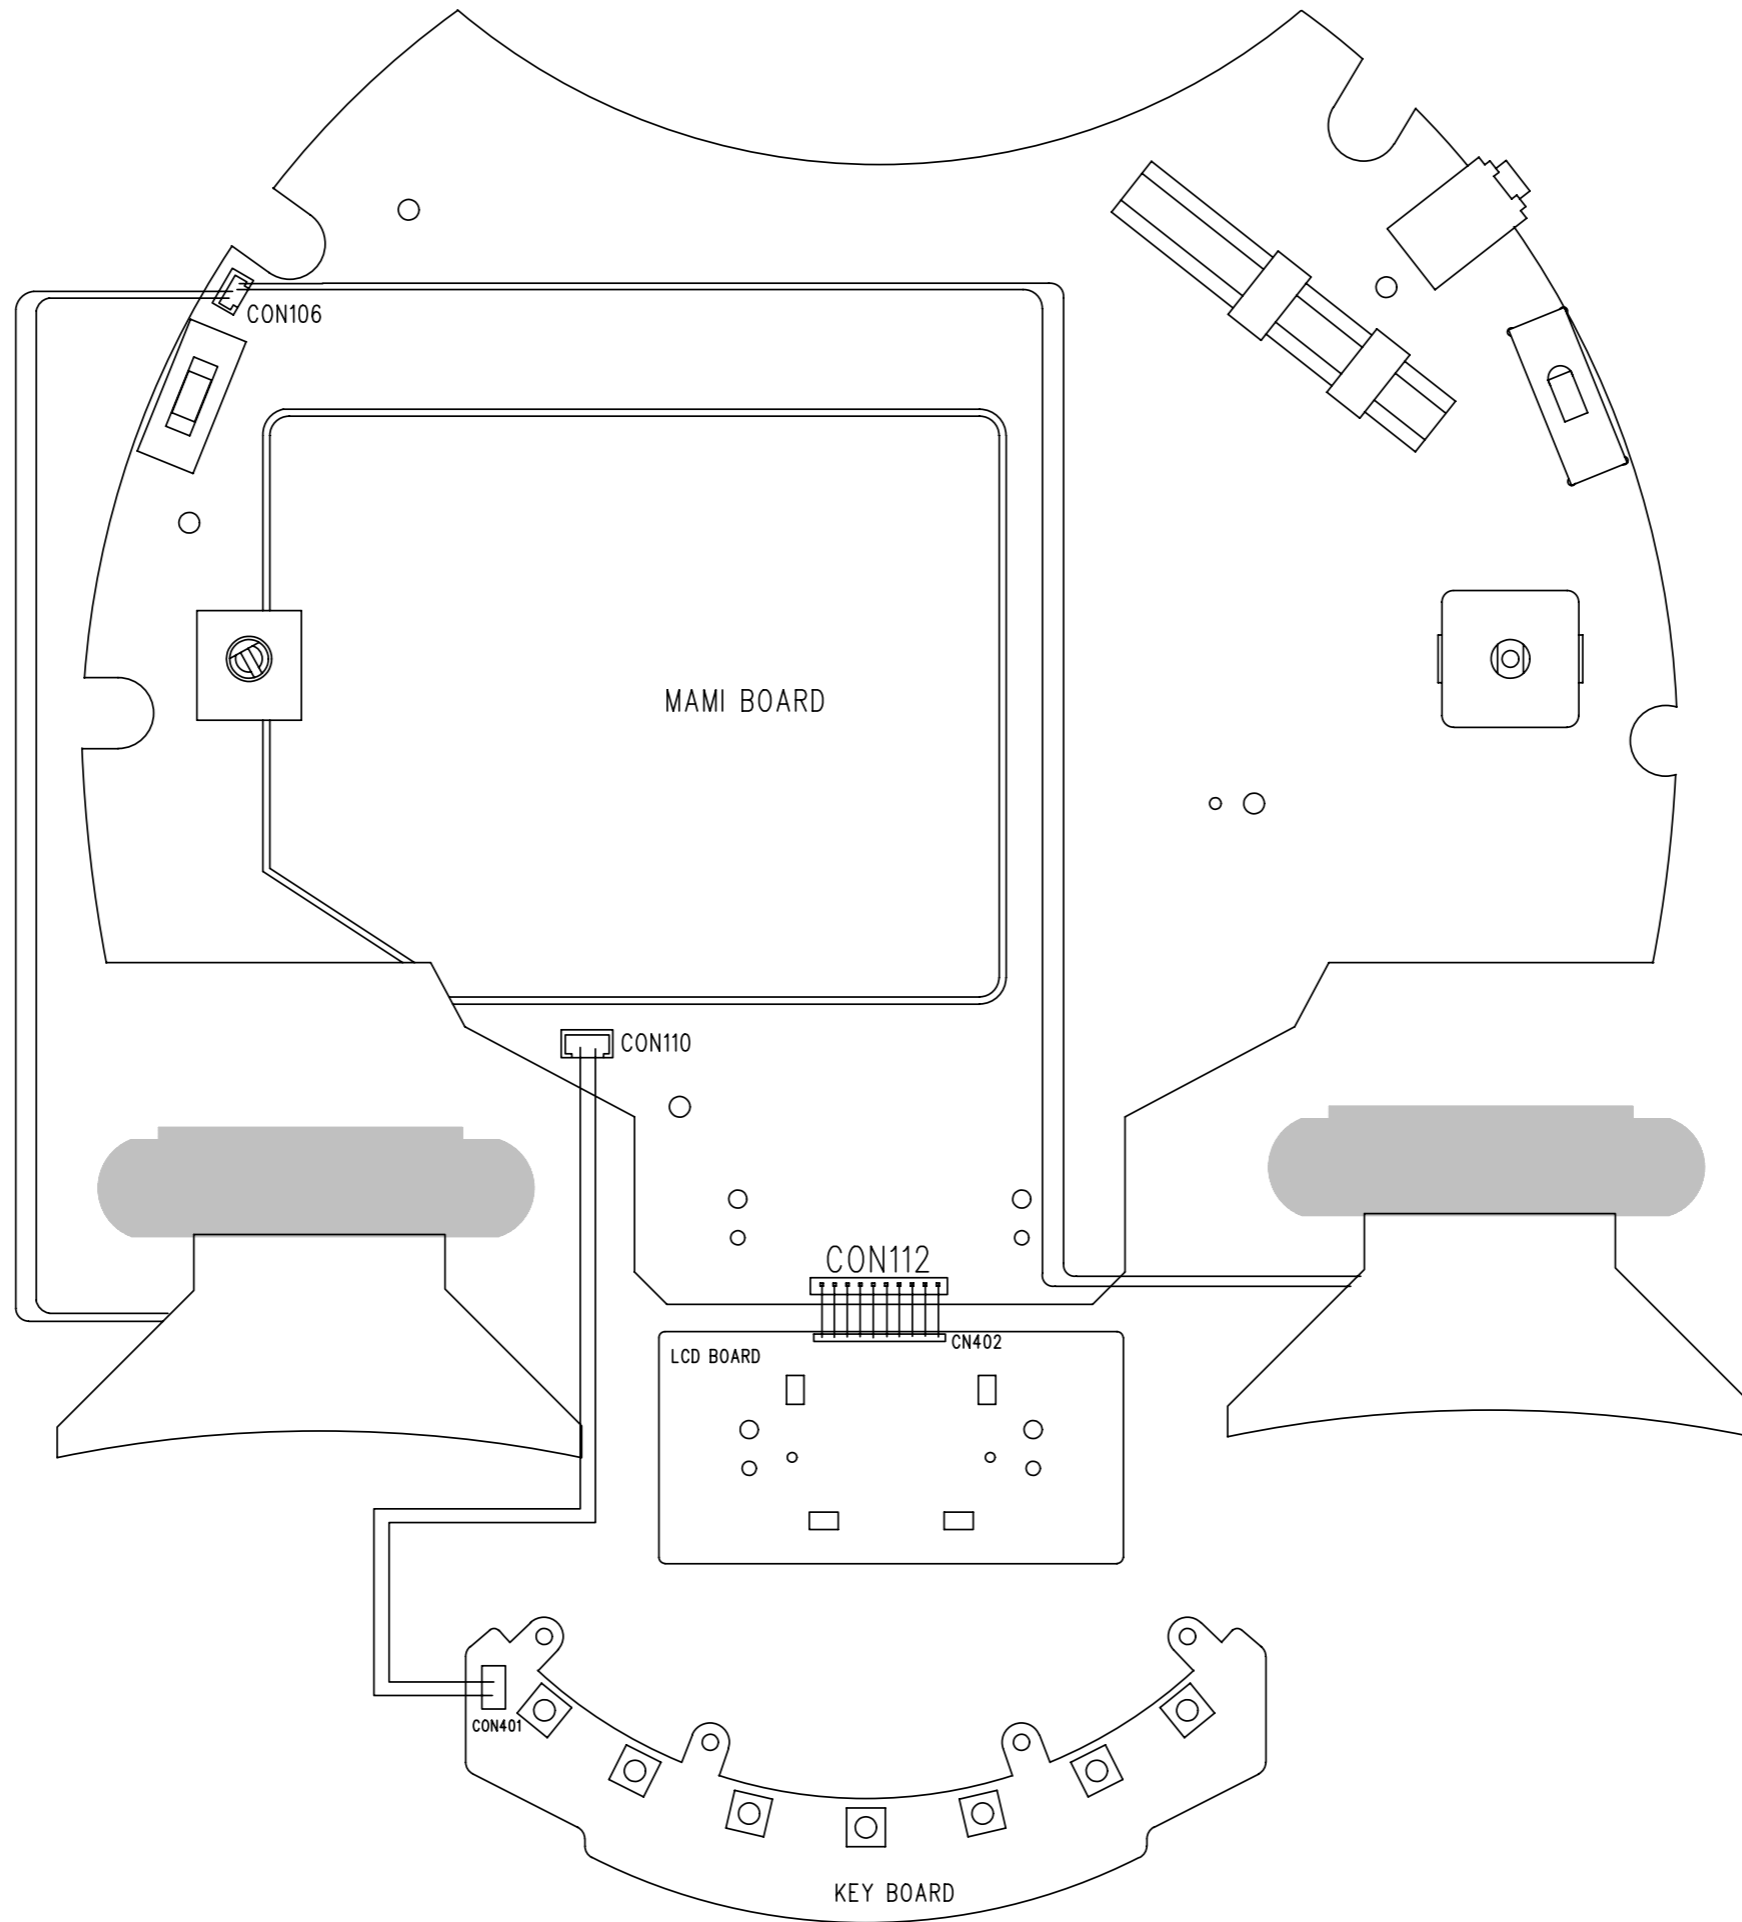 CON106
MAMI BOARD
CON110
CON112
CN402
LCD BOARD
CON401
KEY BOARD